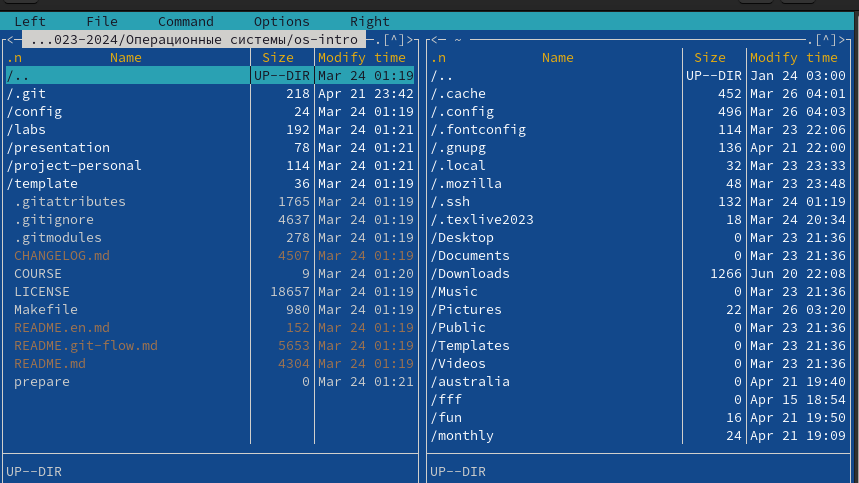 Left File Command Options Right
<─ ...023-2024/Операционные системы/os-intro ─.[^]>
.n Name Size Modify time
/.. UP--DIR Mar 24 01:19
/.git 218 Apr 21 23:42
/config 24 Mar 24 01:19
/labs 192 Mar 24 01:21
/presentation 78 Mar 24 01:21
/project-personal 114 Mar 24 01:21
/template 36 Mar 24 01:19
.gitattributes 1765 Mar 24 01:19
.gitignore 4637 Mar 24 01:19
.gitmodules 278 Mar 24 01:19
CHANGELOG.md 4507 Mar 24 01:19
COURSE 9 Mar 24 01:20
LICENSE 18657 Mar 24 01:19
Makefile 980 Mar 24 01:19
README.en.md 152 Mar 24 01:19
README.git-flow.md 5653 Mar 24 01:19
README.md 4304 Mar 24 01:19
prepare 0 Mar 24 01:21
UP--DIR
<─ ~ ─.[^]>
.n Name Size Modify time
/.. UP--DIR Jan 24 03:00
/.cache 452 Mar 26 04:01
/.config 496 Mar 26 04:03
/.fontconfig 114 Mar 23 22:06
/.gnupg 136 Apr 21 22:00
/.local 32 Mar 23 23:33
/.mozilla 48 Mar 23 23:48
/.ssh 132 Mar 24 01:19
/.texlive2023 18 Mar 24 20:34
/Desktop 0 Mar 23 21:36
/Documents 0 Mar 23 21:36
/Downloads 1266 Jun 20 22:08
/Music 0 Mar 23 21:36
/Pictures 22 Mar 26 03:20
/Public 0 Mar 23 21:36
/Templates 0 Mar 23 21:36
/Videos 0 Mar 23 21:36
/australia 0 Apr 21 19:40
/fff 0 Apr 15 18:54
/fun 16 Apr 21 19:50
/monthly 24 Apr 21 19:09
UP--DIR